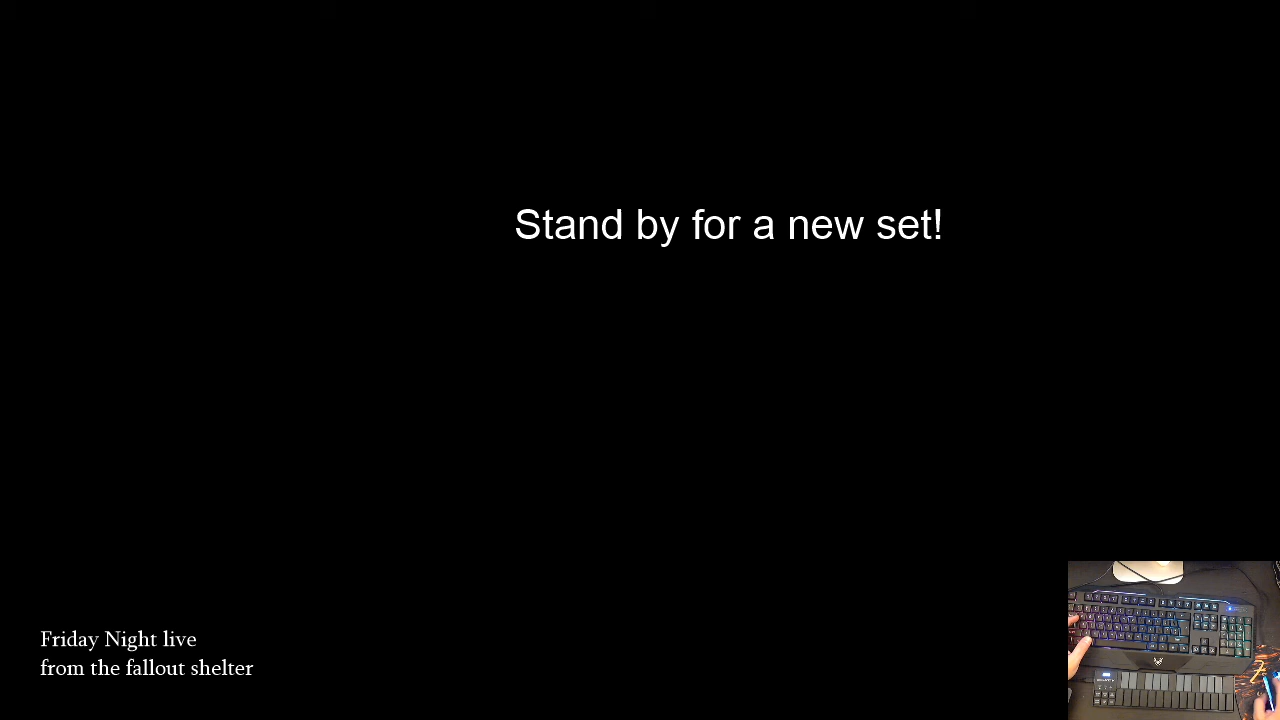 Stand by for a new set!
Friday Night live
from the fallout shelter